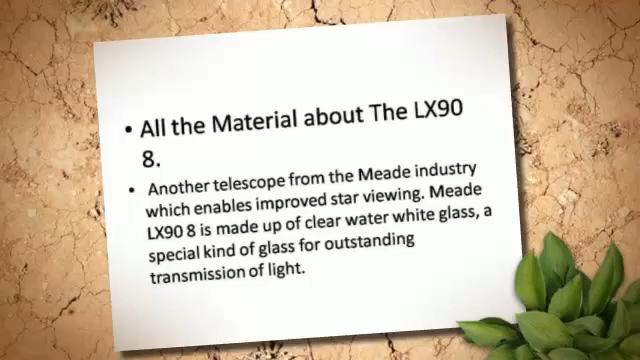 • All the Material about The LX90
8.
• Another telescope from the Meade industry
which enables improved star viewing. Meade
LX90 8 is made up of clear water white glass, a
special kind of glass for outstanding
transmission of light.